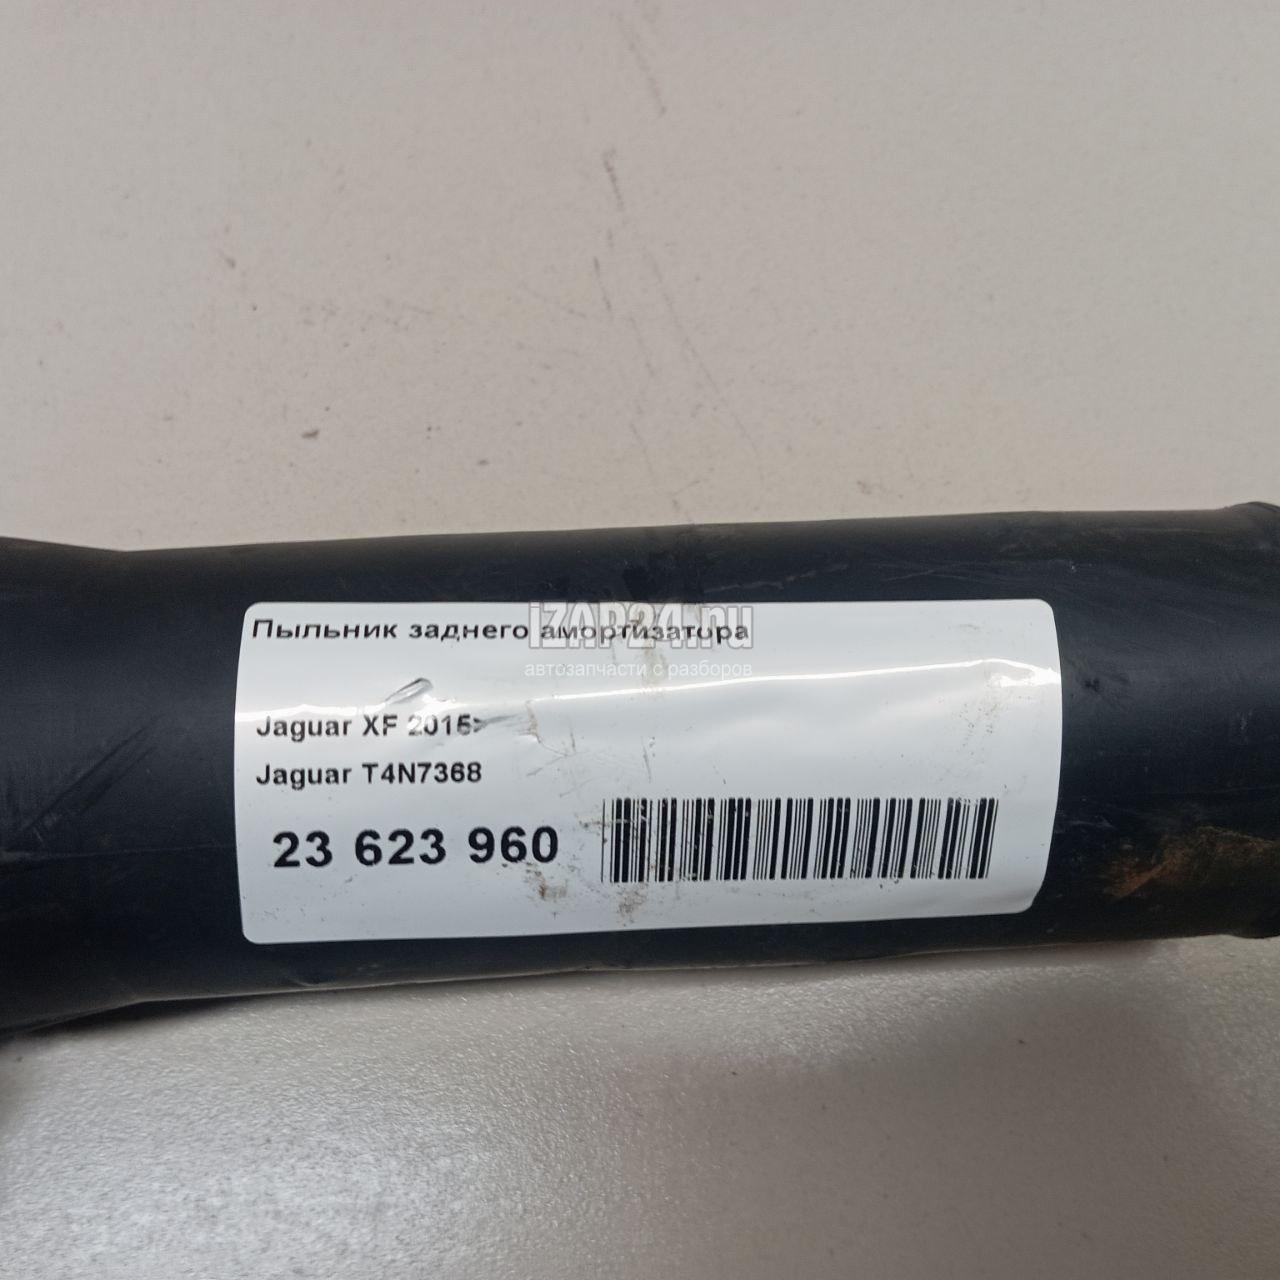 Пыльник заднего амортизатора
iZAP24.ru
автозапчасти с разборов
Jaguar XF 2015>
Jaguar T4N7368
23 623 960